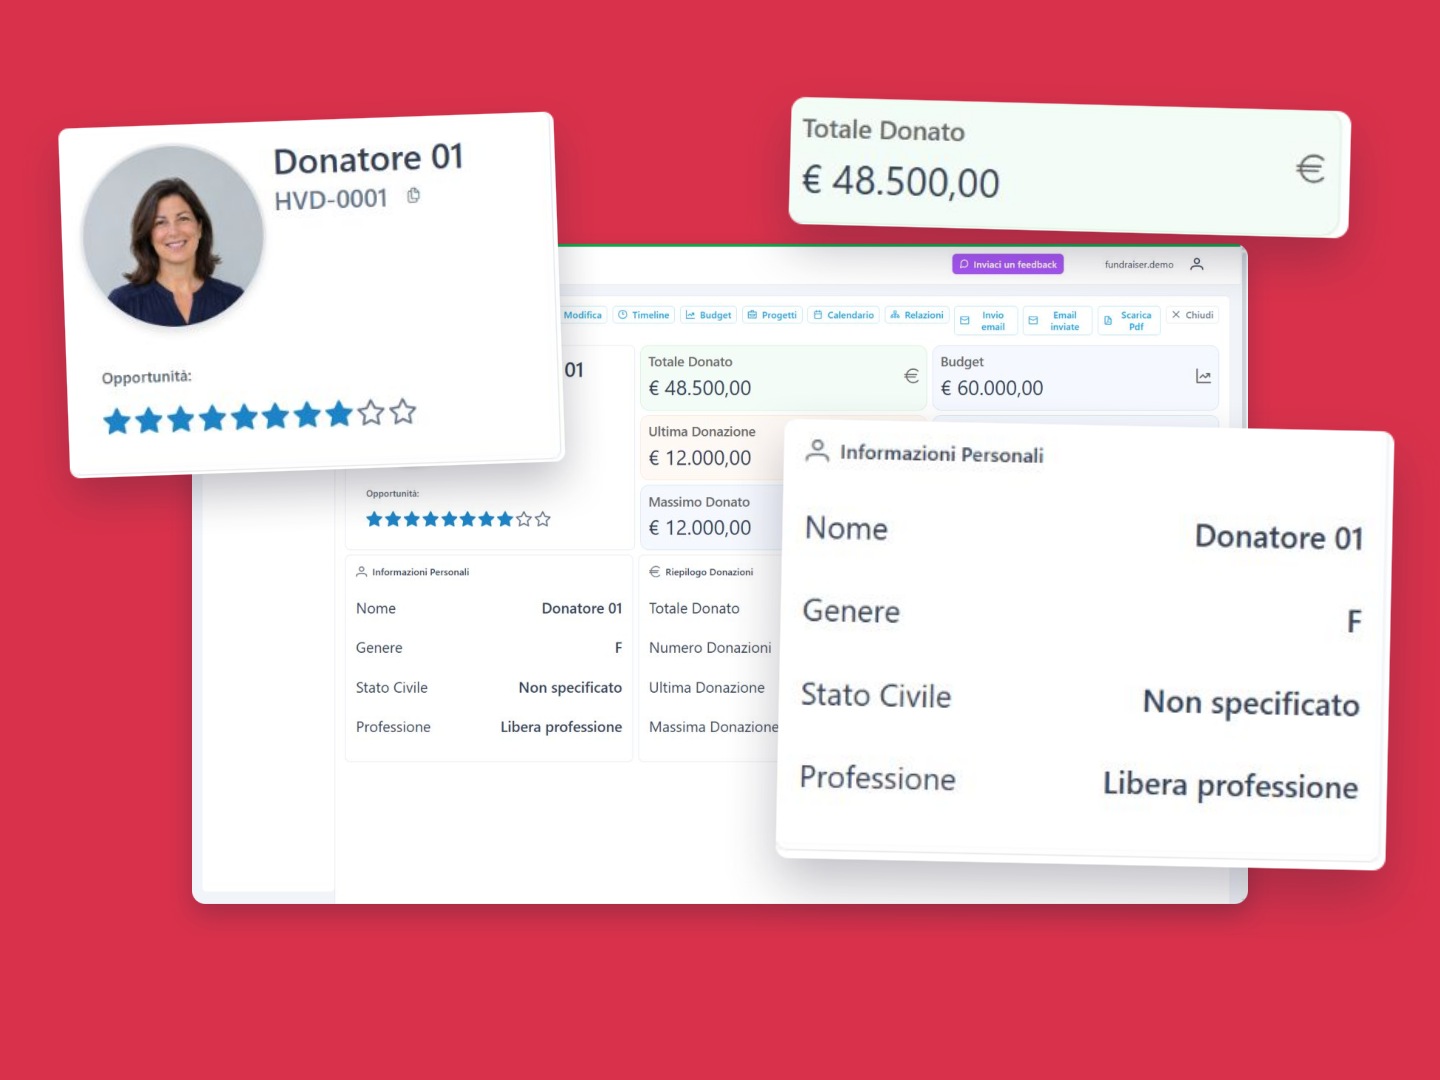 Donatore 01
HVD-0001
Opportunità:
Totale Donato
€ 48.500,00
€
Inviaci un feedback
fundraiser.demo
Modifica
Timeline
Budget
Progetti
Calendario
Relazioni
Invio email
Email inviate
Scarica Pdf
Chiudi
01
Totale Donato
€ 48.500,00
€
Budget
€ 60.000,00
Ultima Donazione
€ 12.000,00
Opportunità:
Massimo Donato
€ 12.000,00
Informazioni Personali
Nome Donatore 01
Genere F
Stato Civile Non specificato
Professione Libera professione
€ Riepilogo Donazioni
Totale Donato
Numero Donazioni
Ultima Donazione
Massima Donazione
Informazioni Personali
Nome Donatore 01
Genere F
Stato Civile Non specificato
Professione Libera professione